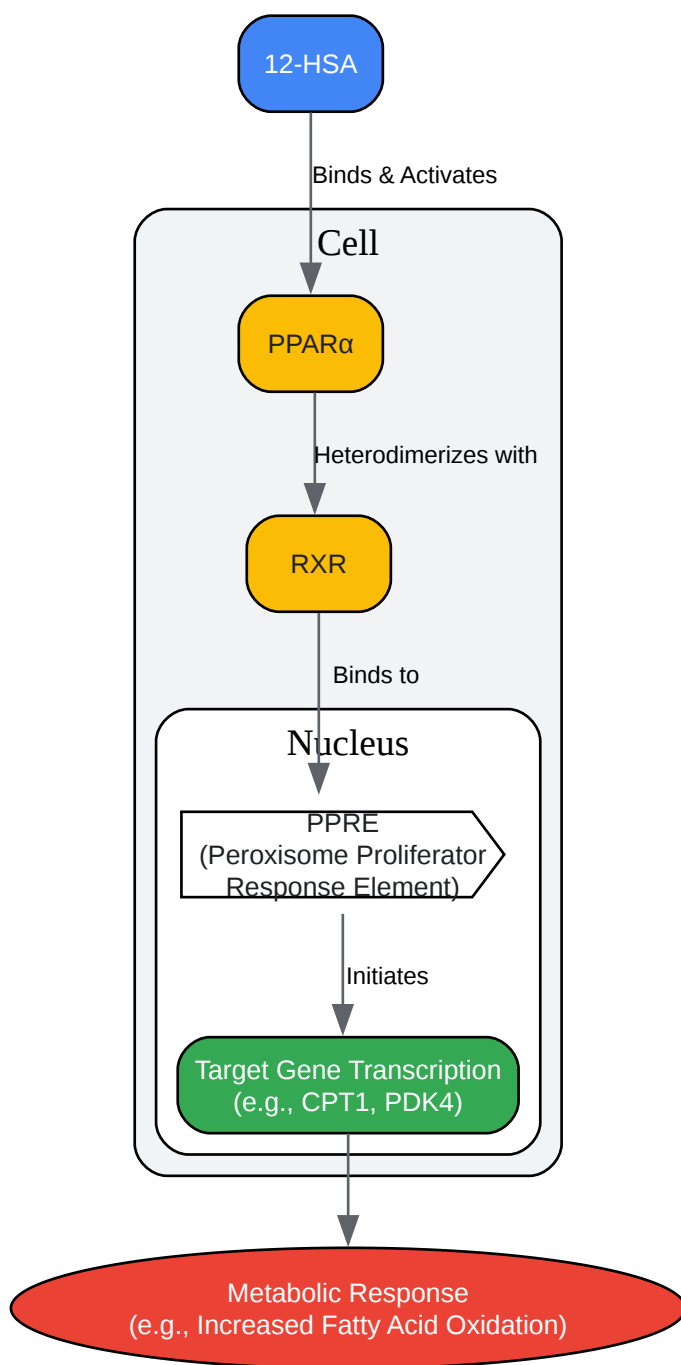 12-HSA
Binds & Activates
Cell
PPARα
Heterodimerizes with
RXR
Binds to
Nucleus
PPRE
(Peroxisome Proliferator
Response Element)
Initiates
Target Gene Transcription
(e.g., CPT1, PDK4)
Metabolic Response
(e.g., Increased Fatty Acid Oxidation)